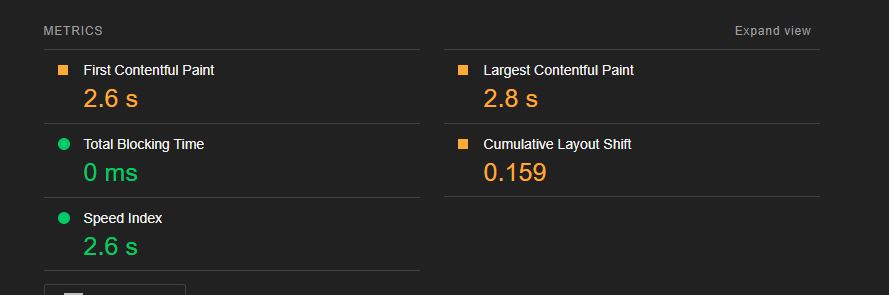 METRICS
Expand view
First Contentful Paint
2.6 s
Largest Contentful Paint
2.8 s
Total Blocking Time
0 ms
Cumulative Layout Shift
0.159
Speed Index
2.6 s